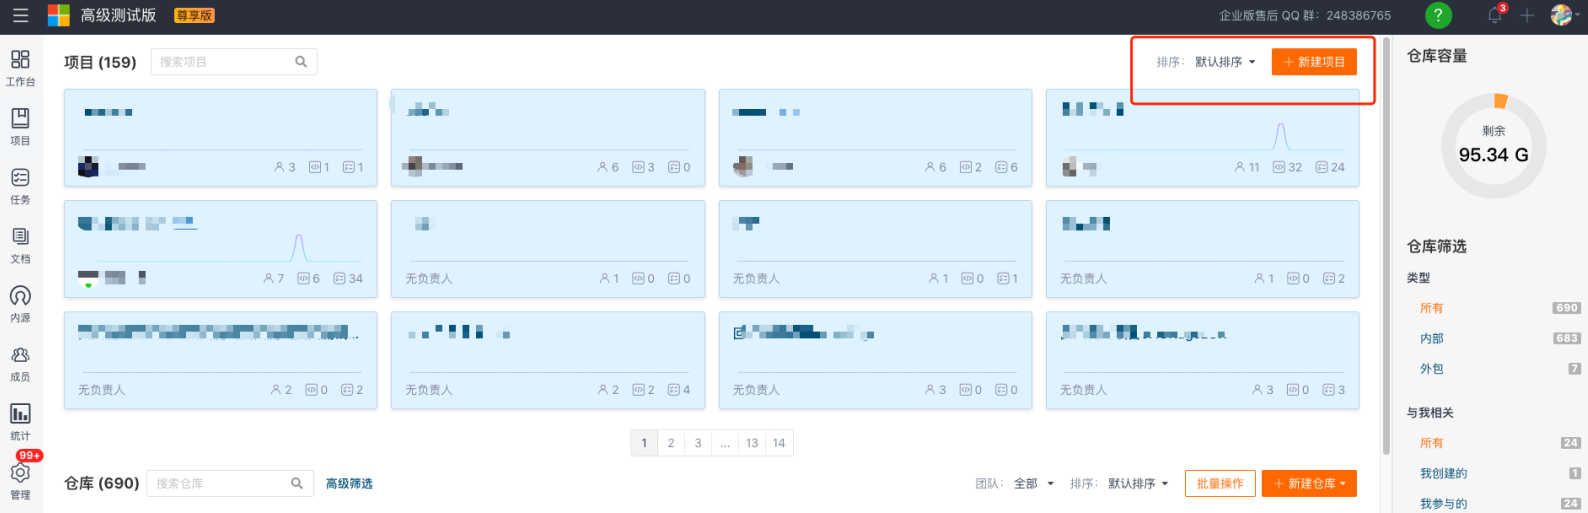 高级测试版 尊享版 企业版售后 QQ 群: 248386765 ? 3
工作台
项目
任务
文档
内源
成员
统计
99+
管理
项目 (159) 搜索项目 排序: 默认排序 + 新建项目
3 1 1
6 3 0
6 2 6
11 32 24
7 6 34
无负责人 1 0 0
无负责人 1 0 1
无负责人 1 0 2
无负责人 2 0 2
无负责人 2 2 4
无负责人 3 0 0
无负责人 3 0 3
1 2 3 ... 13 14
仓库 (690) 搜索仓库 高级筛选 团队: 全部 排序: 默认排序 批量操作 + 新建仓库
仓库容量
剩余
95.34 G
仓库筛选
类型
所有 690
内部 683
外包 7
与我相关
所有 24
我创建的 1
我参与的 24